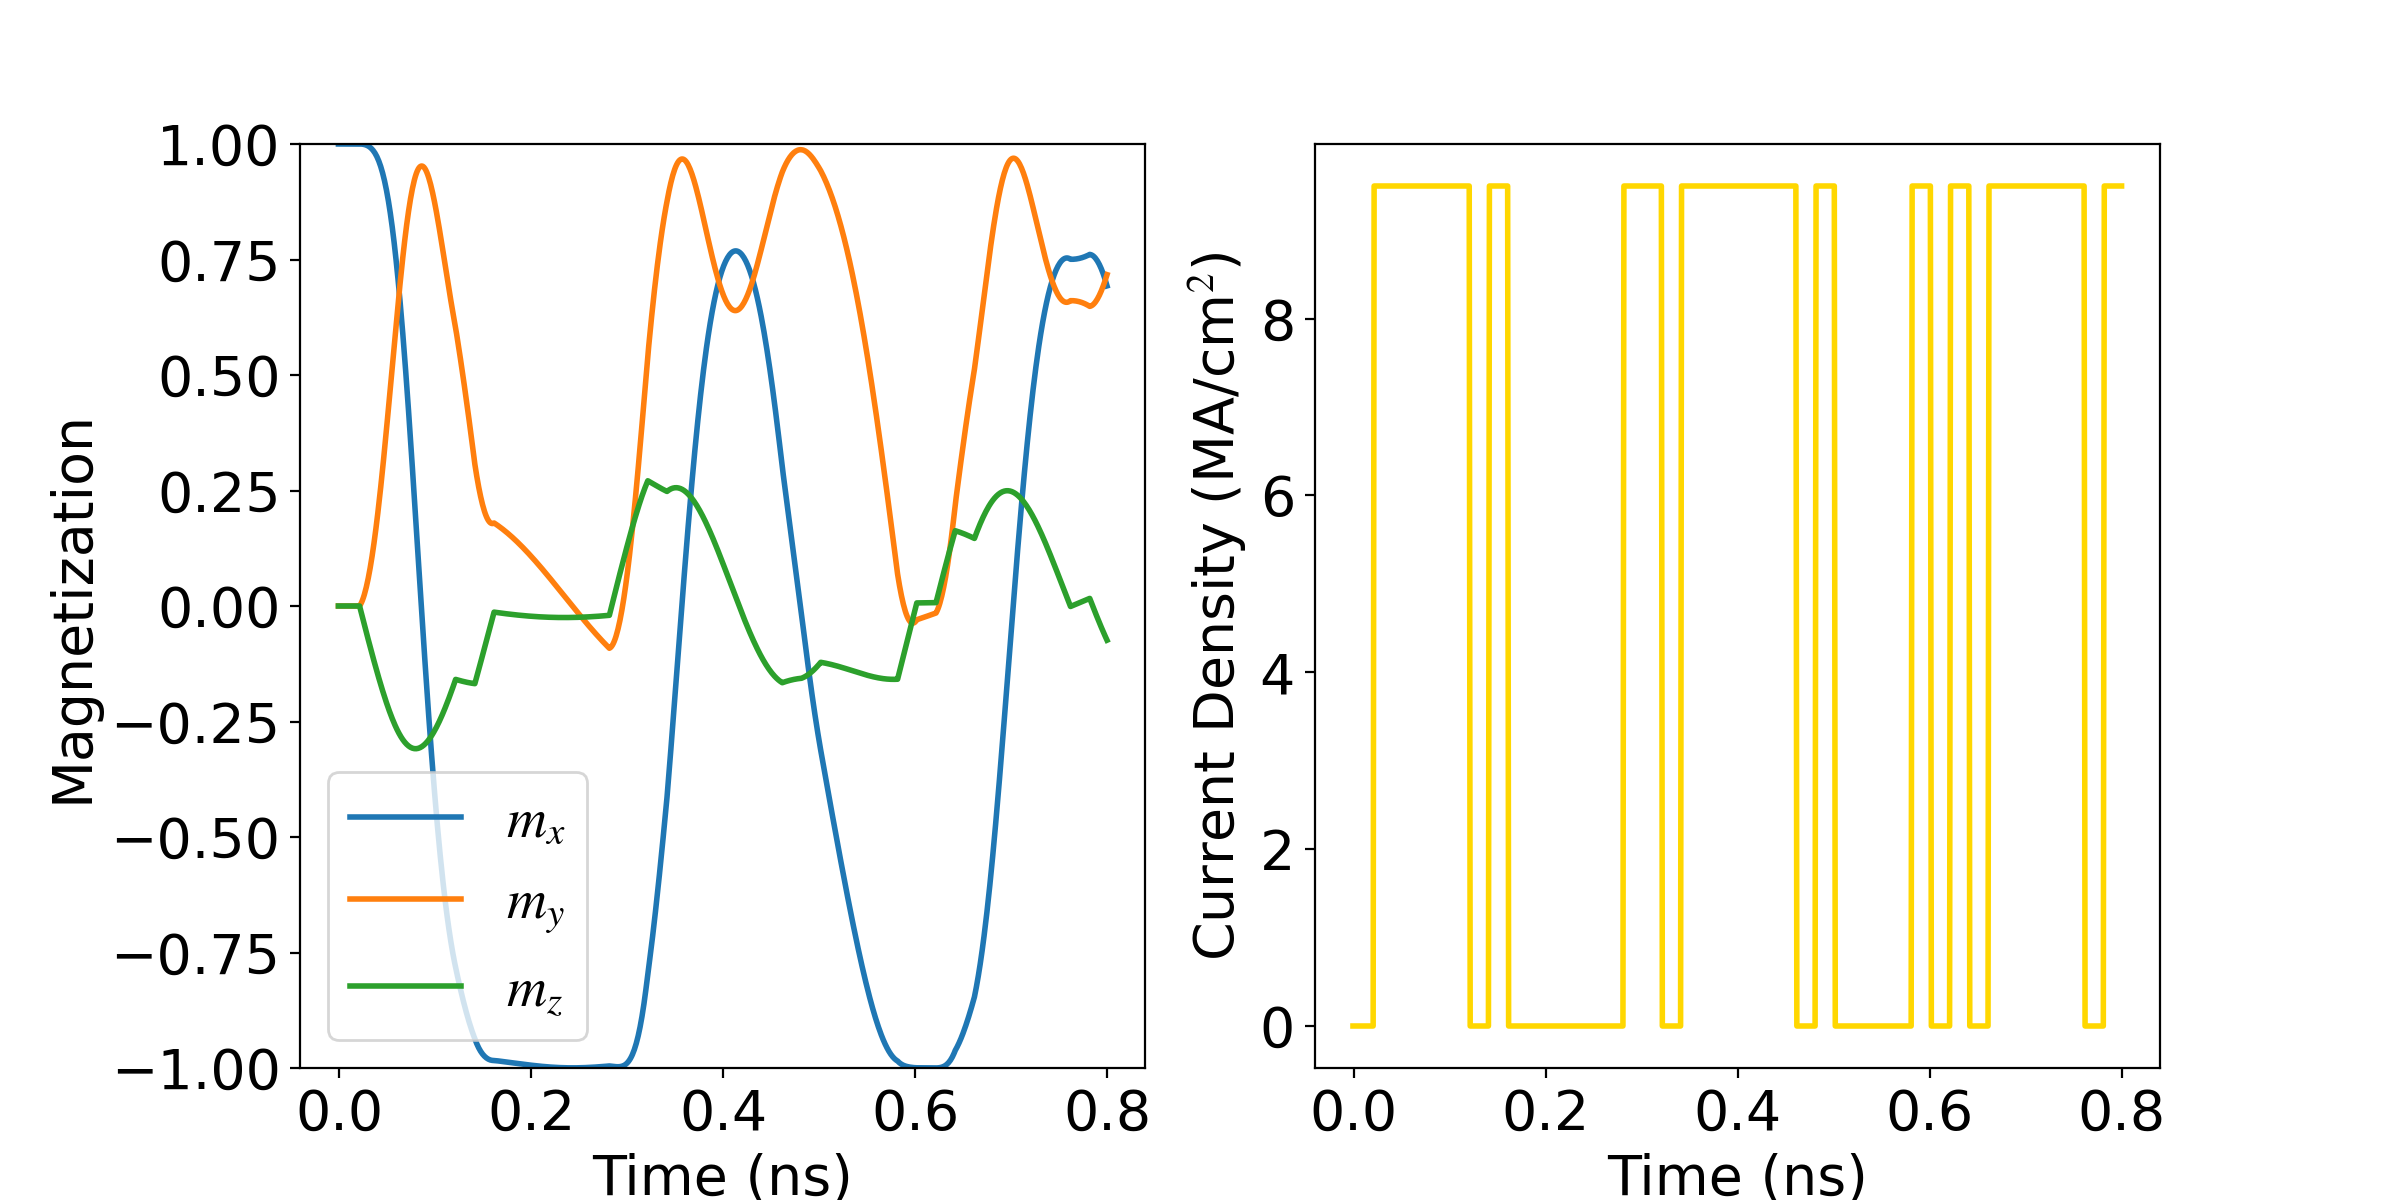 Magnetization
1.00
0.75
0.50
0.25
0.00
−0.25
−0.50
−0.75
−1.00
0.0 0.2 0.4 0.6 0.8
Time (ns)
m_x
m_y
m_z
Current Density (MA/cm²)
8
6
4
2
0
0.0 0.2 0.4 0.6 0.8
Time (ns)